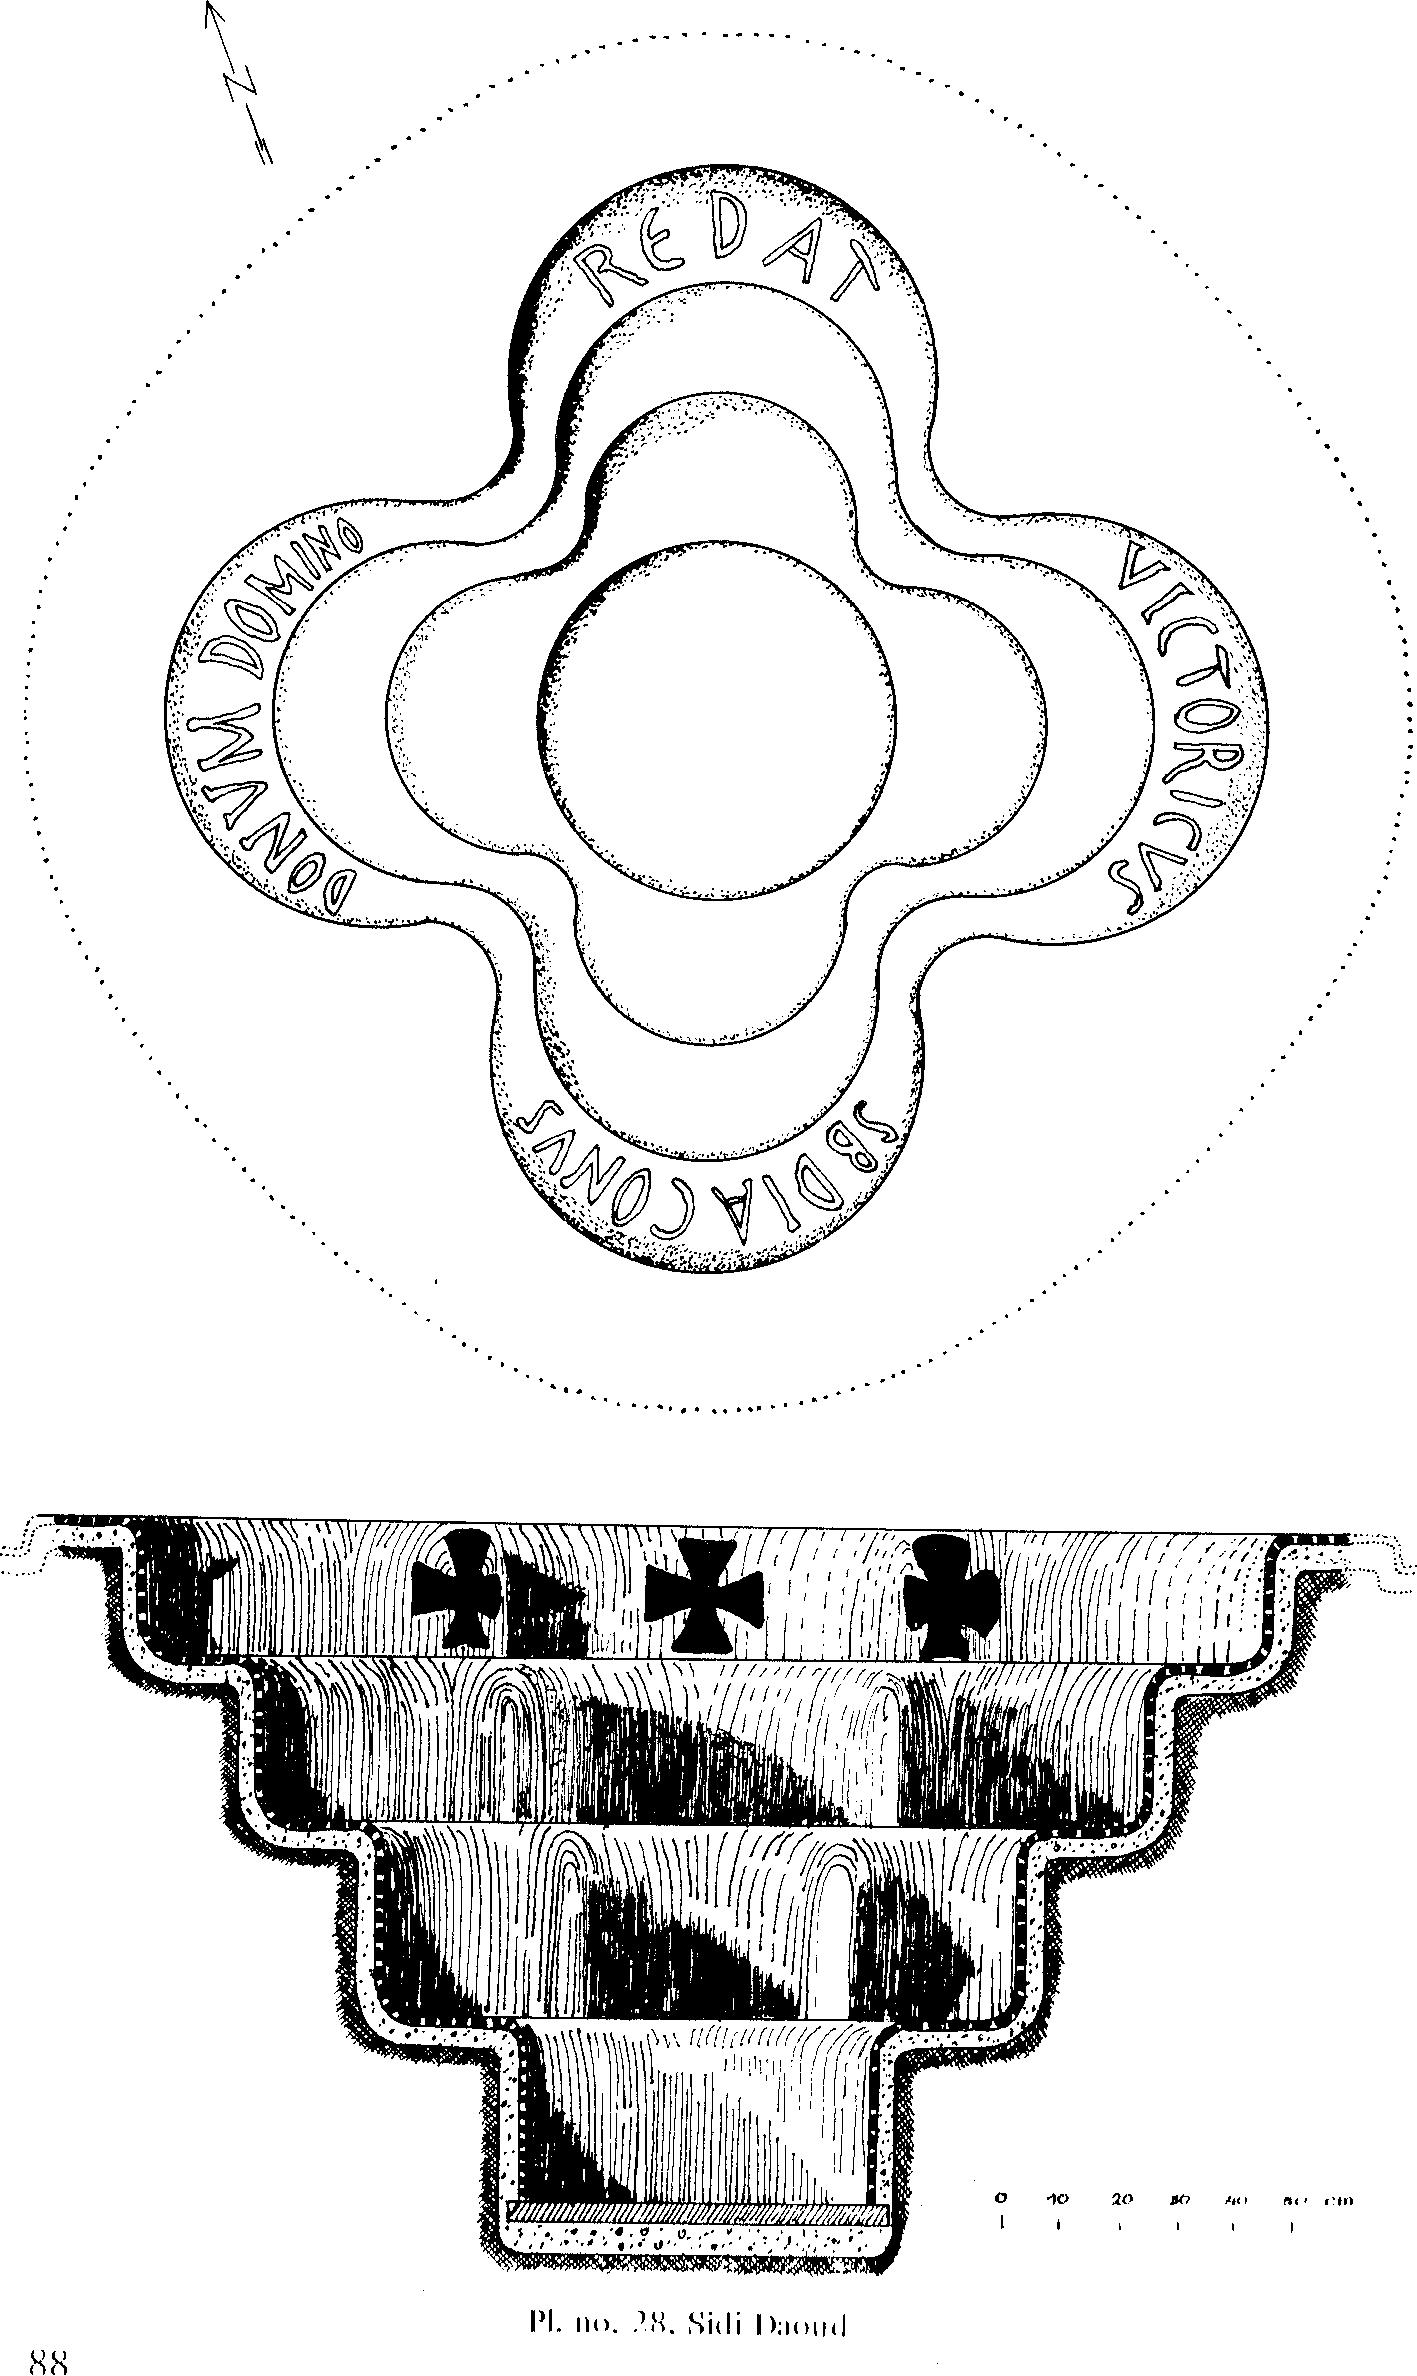 N
REDAT
VICTORICVS
SBDIACONVS
DONVM DOMINO
0 10 20 30 40 50 cm
Pl. no. 28. Sidi Daoud
88